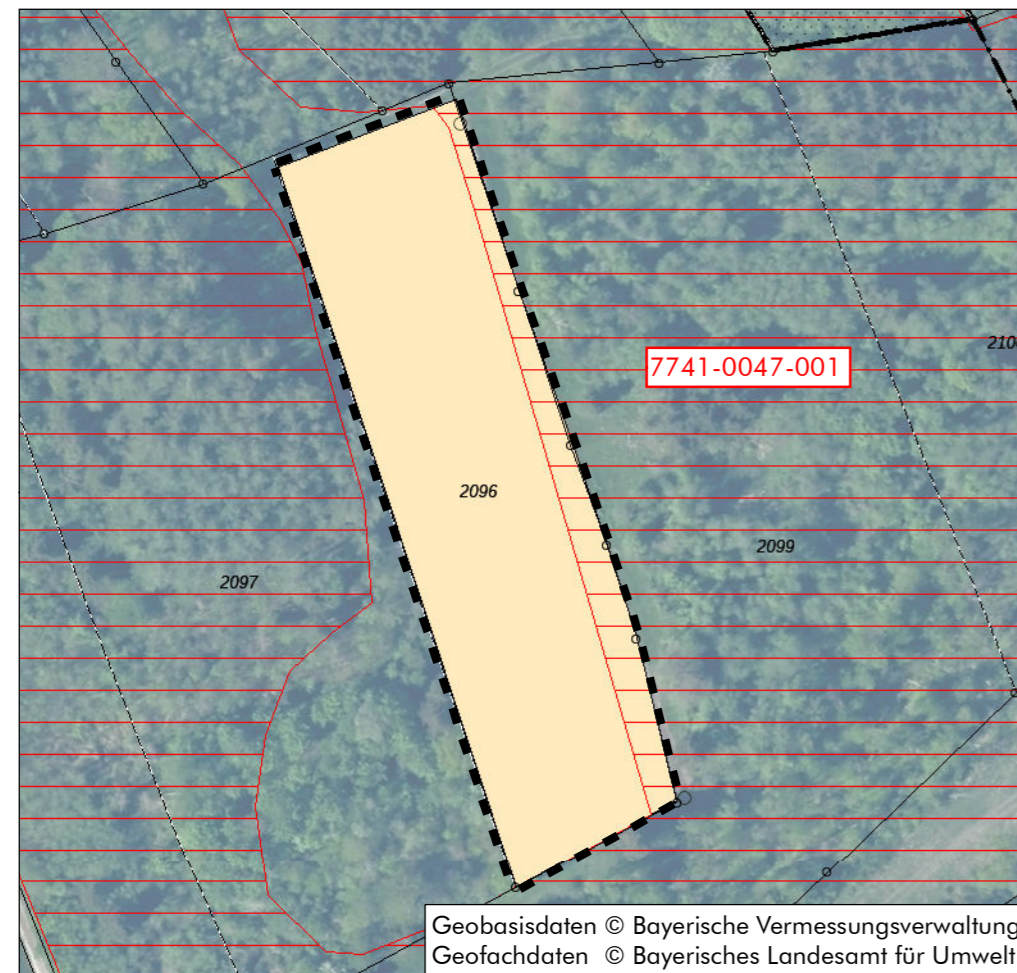 7741-0047-001
2096
2099
2097
Geobasisdaten © Bayerische Vermessungsverwaltung
Geofachdaten © Bayerisches Landesamt für Umwelt